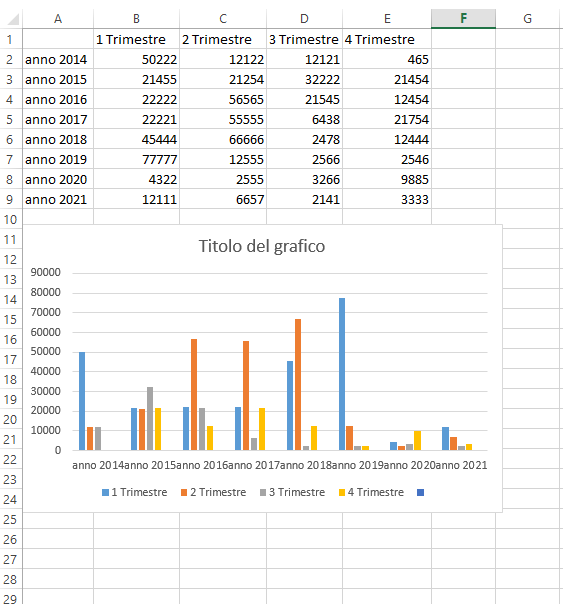 A B C D E F G
1 1 Trimestre 2 Trimestre 3 Trimestre 4 Trimestre
2 anno 2014 50222 12122 12121 465
3 anno 2015 21455 21254 32222 21454
4 anno 2016 22222 56565 21545 12454
5 anno 2017 22221 55555 6438 21754
6 anno 2018 45444 66666 2478 12444
7 anno 2019 77777 12555 2566 2546
8 anno 2020 4322 2555 3266 9885
9 anno 2021 12111 6657 2141 3333
10
11
12
13
14
15
16
17
18
19
20
21
22
23
24
25
26
27
28
29
Titolo del grafico
90000
80000
70000
60000
50000
40000
30000
20000
10000
0
anno 2014 anno 2015 anno 2016 anno 2017 anno 2018 anno 2019 anno 2020 anno 2021
1 Trimestre 2 Trimestre 3 Trimestre 4 Trimestre